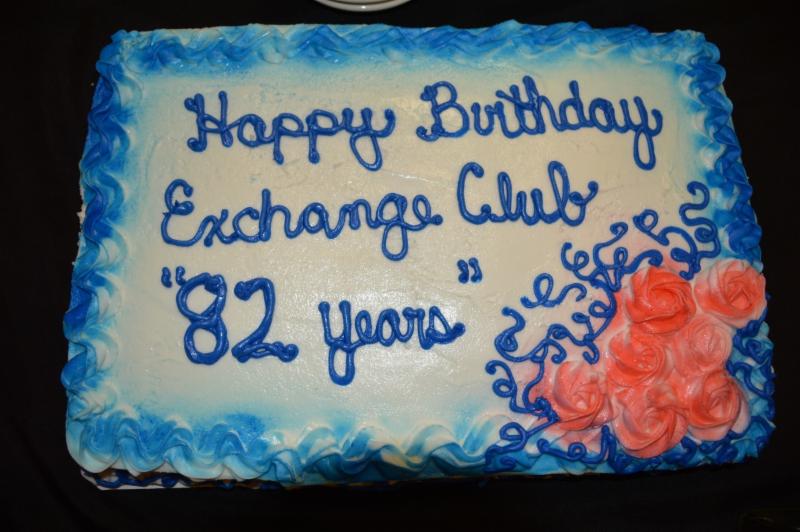 Happy Birthday
Exchange Club
"82 years"